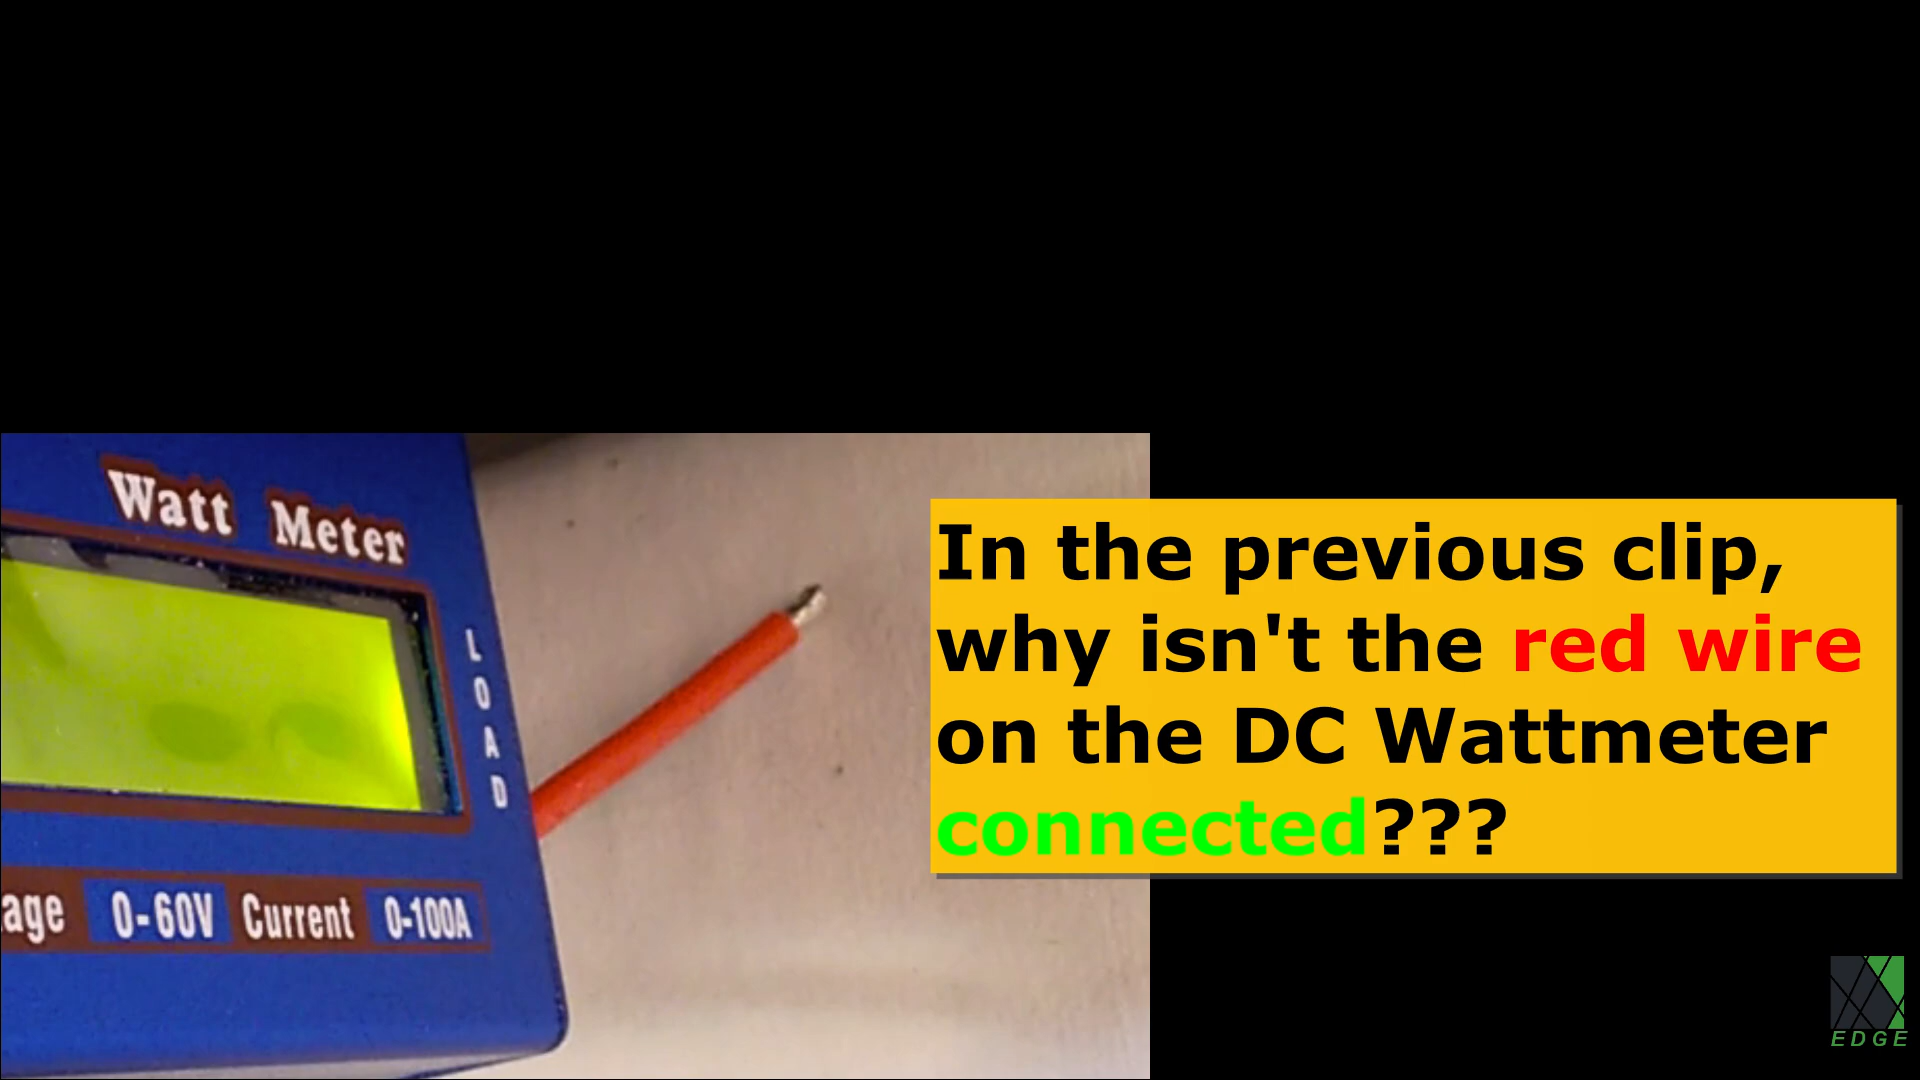 Watt Meter
LOAD
age 0-60V Current 0-100A
In the previous clip,
why isn't the red wire
on the DC Wattmeter
connected???
EDGE